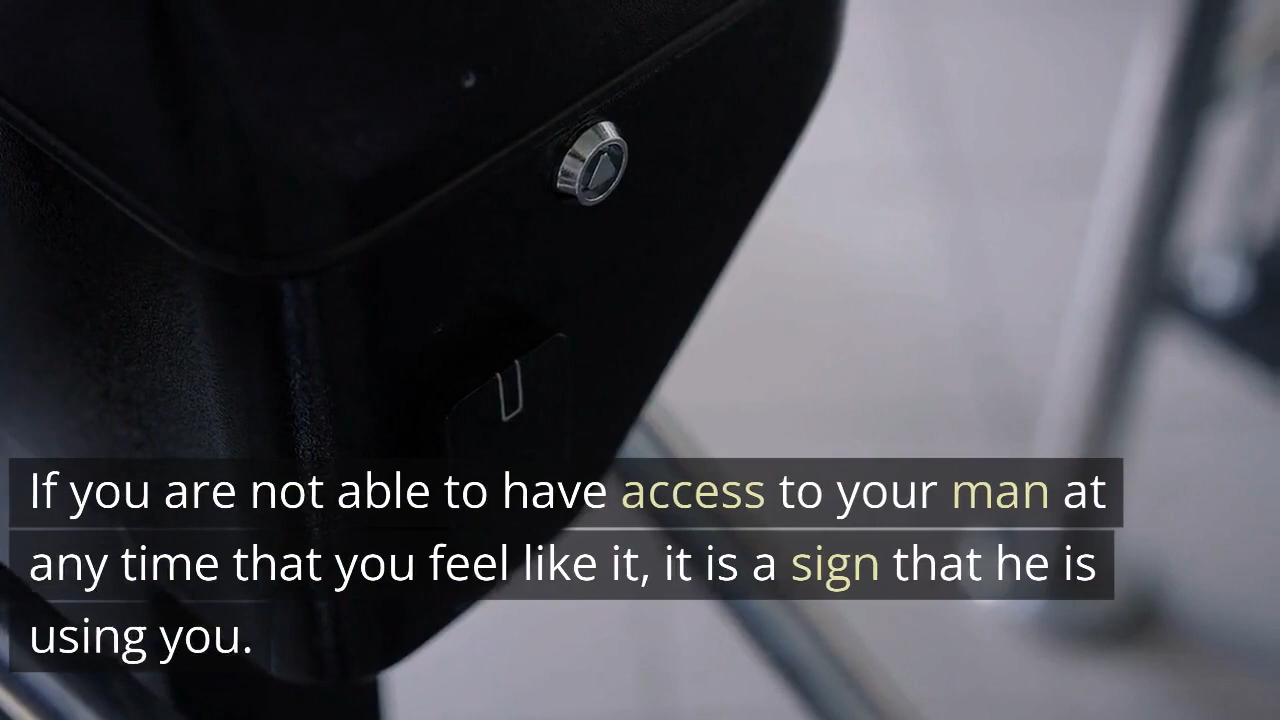 If you are not able to have access to your man at
any time that you feel like it, it is a sign that he is
using you.